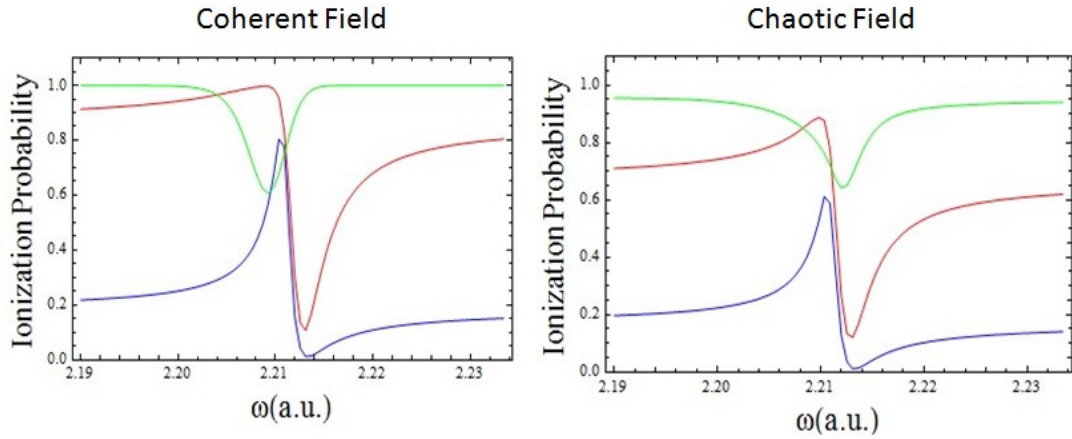 Coherent Field
Ionization Probability
1.0
0.8
0.6
0.4
0.2
0.0
2.19 2.20 2.21 2.22 2.23
ω(a.u.)
Chaotic Field
Ionization Probability
1.0
0.8
0.6
0.4
0.2
0.0
2.19 2.20 2.21 2.22 2.23
ω(a.u.)